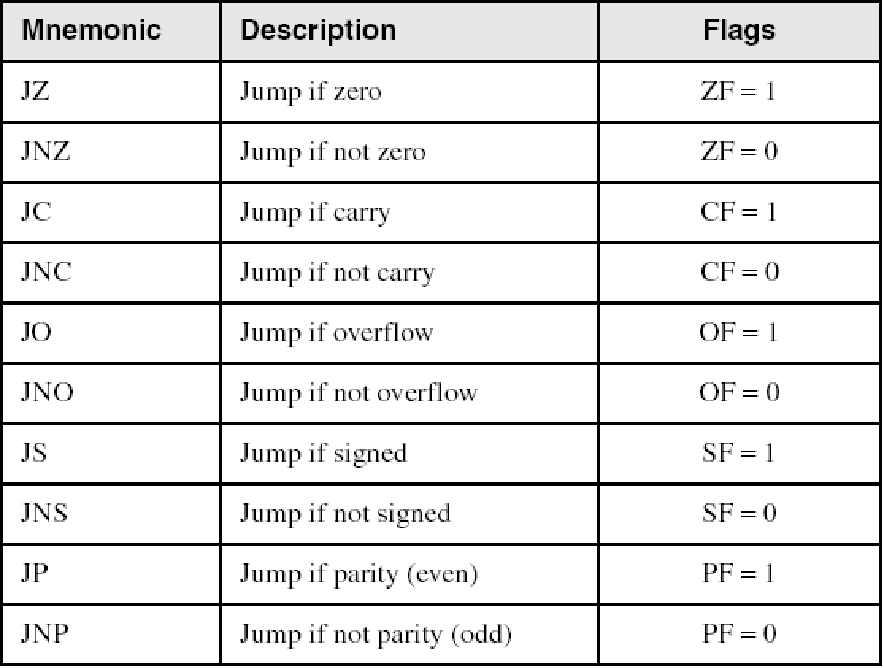 Mnemonic Description Flags
JZ Jump if zero ZF = 1
JNZ Jump if not zero ZF = 0
JC Jump if carry CF = 1
JNC Jump if not carry CF = 0
JO Jump if overflow OF = 1
JNO Jump if not overflow OF = 0
JS Jump if signed SF = 1
JNS Jump if not signed SF = 0
JP Jump if parity (even) PF = 1
JNP Jump if not parity (odd) PF = 0